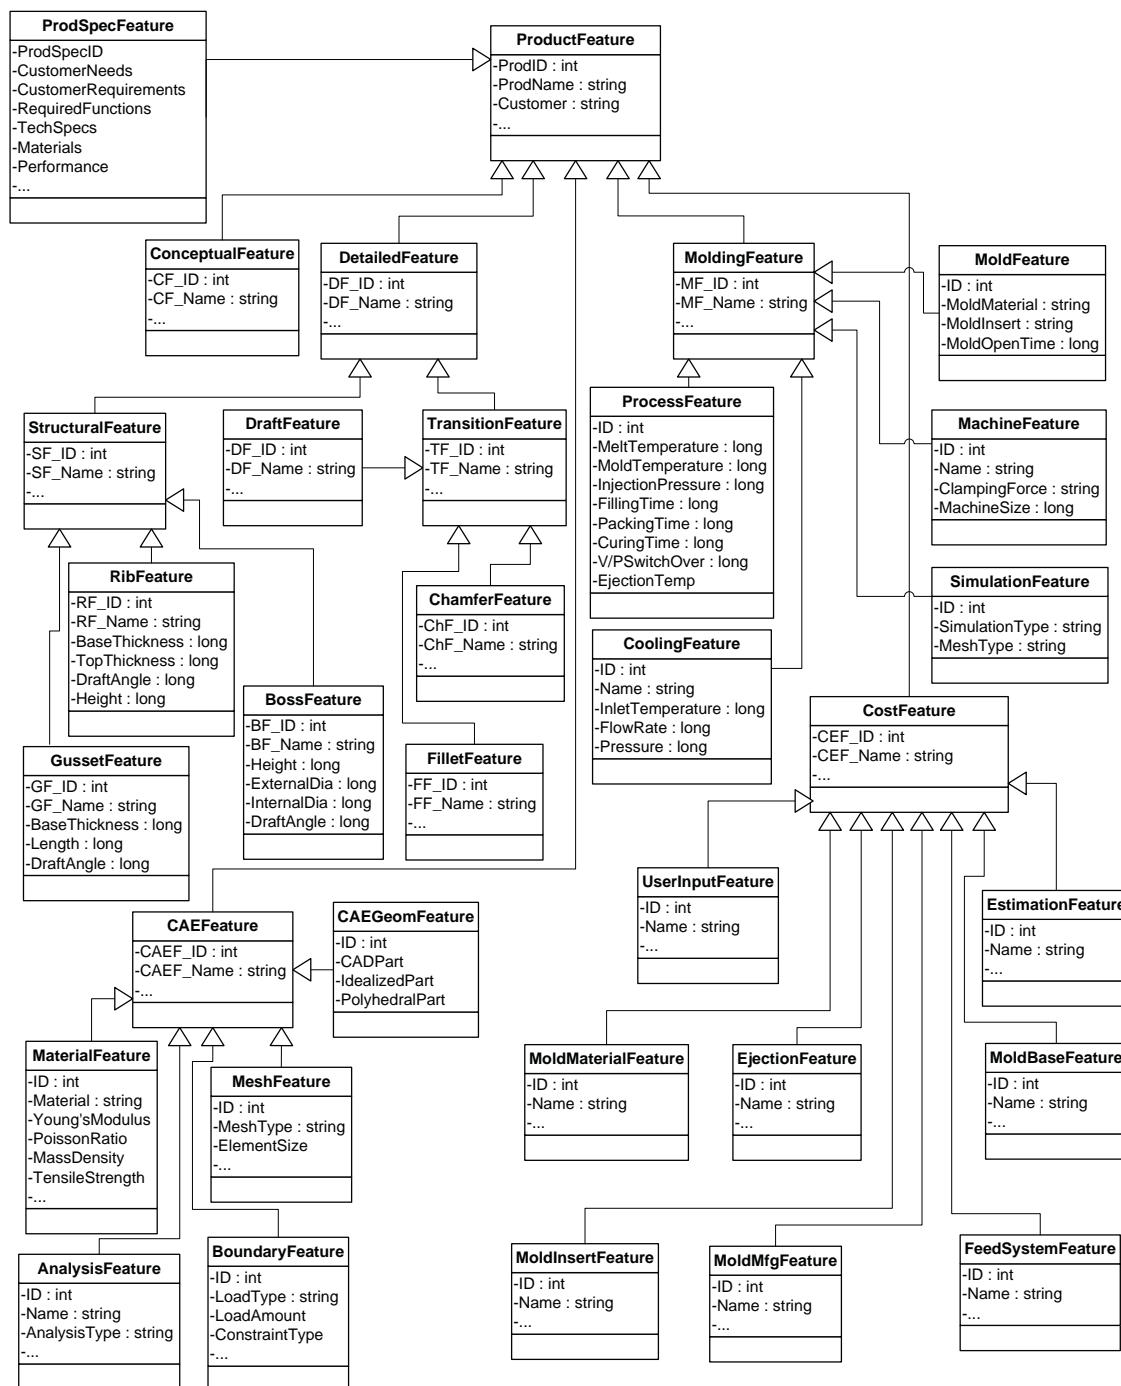 ProdSpecFeature
-ProdSpecID
-CustomerNeeds
-CustomerRequirements
-RequiredFunctions
-TechSpecs
-Materials
-Performance
-...
ProductFeature
-ProdID : int
-ProdName : string
-Customer : string
-...
ConceptualFeature
-CF_ID : int
-CF_Name : string
-...
DetailedFeature
-DF_ID : int
-DF_Name : string
-...
MoldingFeature
-MF_ID : int
-MF_Name : string
-...
MoldFeature
-ID : int
-MoldMaterial : string
-MoldInsert : string
-MoldOpenTime : long
StructuralFeature
-SF_ID : int
-SF_Name : string
-...
DraftFeature
-DF_ID : int
-DF_Name : string
-...
TransitionFeature
-TF_ID : int
-TF_Name : string
-...
ProcessFeature
-ID : int
-MeltTemperature : long
-MoldTemperature : long
-InjectionPressure : long
-FillingTime : long
-PackingTime : long
-CuringTime : long
-V/PSwitchOver : long
-EjectionTemp
MachineFeature
-ID : int
-Name : string
-ClampingForce : string
-MachineSize : long
RibFeature
-RF_ID : int
-RF_Name : string
-BaseThickness : long
-TopThickness : long
-DraftAngle : long
-Height : long
ChamferFeature
-ChF_ID : int
-ChF_Name : string
-...
SimulationFeature
-ID : int
-SimulationType : string
-MeshType : string
CoolingFeature
-ID : int
-Name : string
-InletTemperature : long
-FlowRate : long
-Pressure : long
BossFeature
-BF_ID : int
-BF_Name : string
-Height : long
-ExternalDia : long
-InternalDia : long
-DraftAngle : long
CostFeature
-CEF_ID : int
-CEF_Name : string
-...
GussetFeature
-GF_ID : int
-GF_Name : string
-BaseThickness : long
-Length : long
-DraftAngle : long
FilletFeature
-FF_ID : int
-FF_Name : string
-...
UserInputFeature
-ID : int
-Name : string
-...
EstimationFeature
-ID : int
-Name : string
-...
CAEFeature
-CAEF_ID : int
-CAEF_Name : string
-...
CAEGeomFeature
-ID : int
-CADPart
-IdealizedPart
-PolyhedralPart
MaterialFeature
-ID : int
-Material : string
-Young'sModulus
-PoissonRatio
-MassDensity
-TensileStrength
-...
MeshFeature
-ID : int
-MeshType : string
-ElementSize
-...
MoldMaterialFeature
-ID : int
-Name : string
-...
EjectionFeature
-ID : int
-Name : string
-...
MoldBaseFeature
-ID : int
-Name : string
-...
AnalysisFeature
-ID : int
-Name : string
-AnalysisType : string
-...
BoundaryFeature
-ID : int
-LoadType : string
-LoadAmount
-ConstraintType
-...
MoldInsertFeature
-ID : int
-Name : string
-...
MoldMfgFeature
-ID : int
-Name : string
-...
FeedSystemFeature
-ID : int
-Name : string
-...